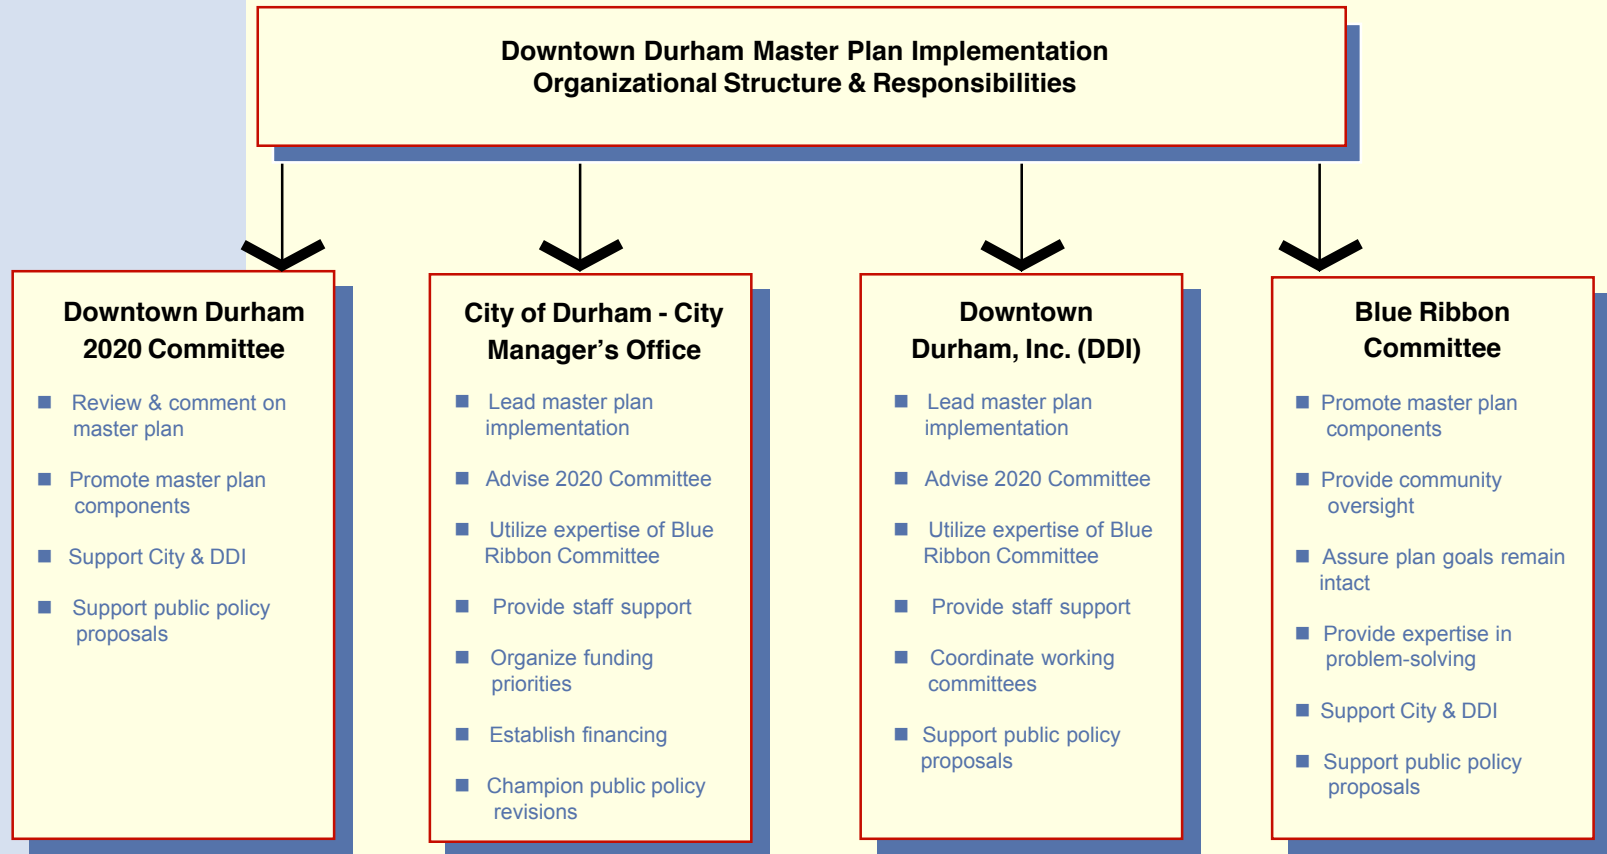 Downtown Durham Master Plan Implementation
Organizational Structure & Responsibilities
Downtown Durham
2020 Committee
Review & comment on
master plan
Promote master plan
components
Support City & DDI
Support public policy
proposals
City of Durham - City
Manager’s Office
Lead master plan
implementation
Advise 2020 Committee
Utilize expertise of Blue
Ribbon Committee
Provide staff support
Organize funding
priorities
Establish financing
Champion public policy
revisions
Downtown
Durham, Inc. (DDI)
Lead master plan
implementation
Advise 2020 Committee
Utilize expertise of Blue
Ribbon Committee
Provide staff support
Coordinate working
committees
Support public policy
proposals
Blue Ribbon
Committee
Promote master plan
components
Provide community
oversight
Assure plan goals remain
intact
Provide expertise in
problem-solving
Support City & DDI
Support public policy
proposals